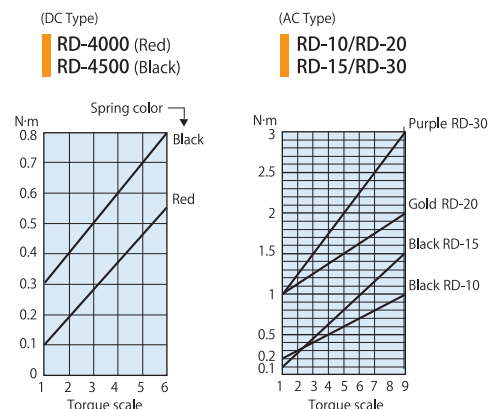 (DC Type)
RD-4000 (Red)
RD-4500 (Black)
Spring color
N·m
0.8
0.7
0.6
0.5
0.4
0.3
0.2
0.1
0
Black
Red
1 2 3 4 5 6
Torque scale
(AC Type)
RD-10/RD-20
RD-15/RD-30
N·m
3
2.5
2
1.5
1
0.5
0.2
0.1
Purple RD-30
Gold RD-20
Black RD-15
Black RD-10
1 2 3 4 5 6 7 8 9
Torque scale